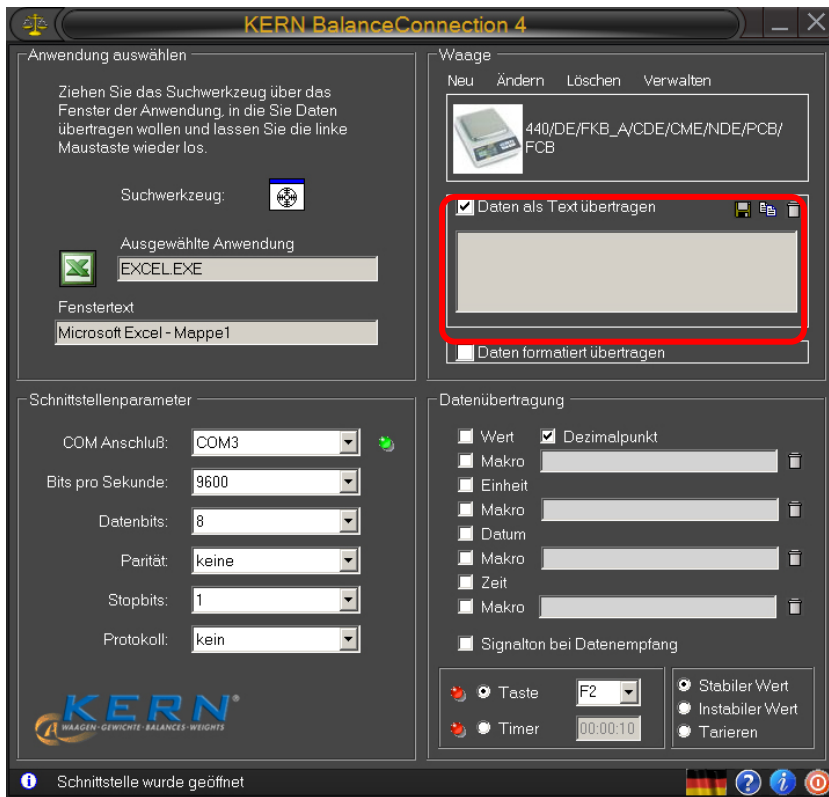 KERN BalanceConnection 4
Anwendung auswählen
Ziehen Sie das Suchwerkzeug über das
Fenster der Anwendung, in die Sie Daten
übertragen wollen und lassen Sie die linke
Maustaste wieder los.
Suchwerkzeug:
Ausgewählte Anwendung
EXCEL.EXE
Fenstertext
Microsoft Excel - Mappe1
Waage
Neu Ändern Löschen Verwalten
440/DE/FKB_A/CDE/CME/NDE/PCB/
FCB
Daten als Text übertragen
Daten formatiert übertragen
Schnittstellenparameter
COM Anschluß: COM3
Bits pro Sekunde: 9600
Datenbits: 8
Parität: keine
Stopbits: 1
Protokoll: kein
KERN
WAAGEN·GEWICHTE·BALANCES·WEIGHTS
Datenübertragung
Wert Dezimalpunkt
Makro
Einheit
Makro
Datum
Makro
Zeit
Makro
Signalton bei Datenempfang
Taste F2
Timer 00:00:10
Stabiler Wert
Instabiler Wert
Tarieren
Schnittstelle wurde geöffnet